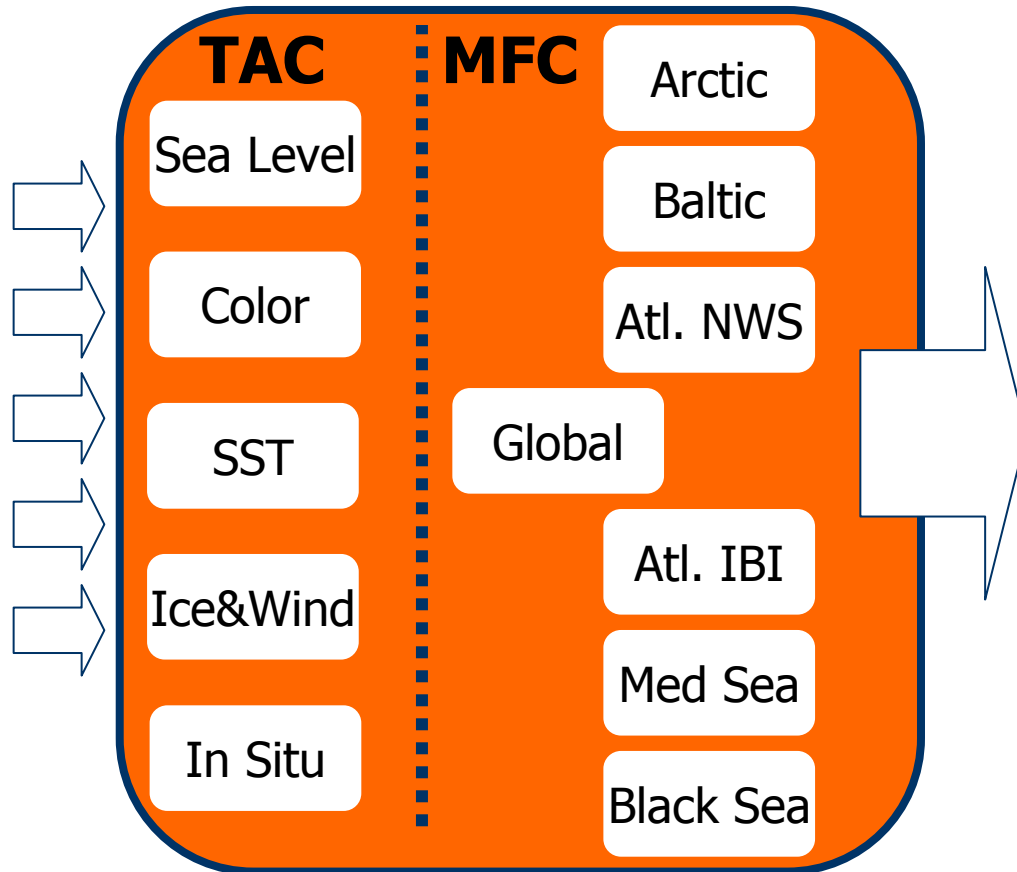 TAC
Sea Level
Color
SST
Ice&Wind
In Situ
MFC
Arctic
Baltic
Atl. NWS
Global
Atl. IBI
Med Sea
Black Sea